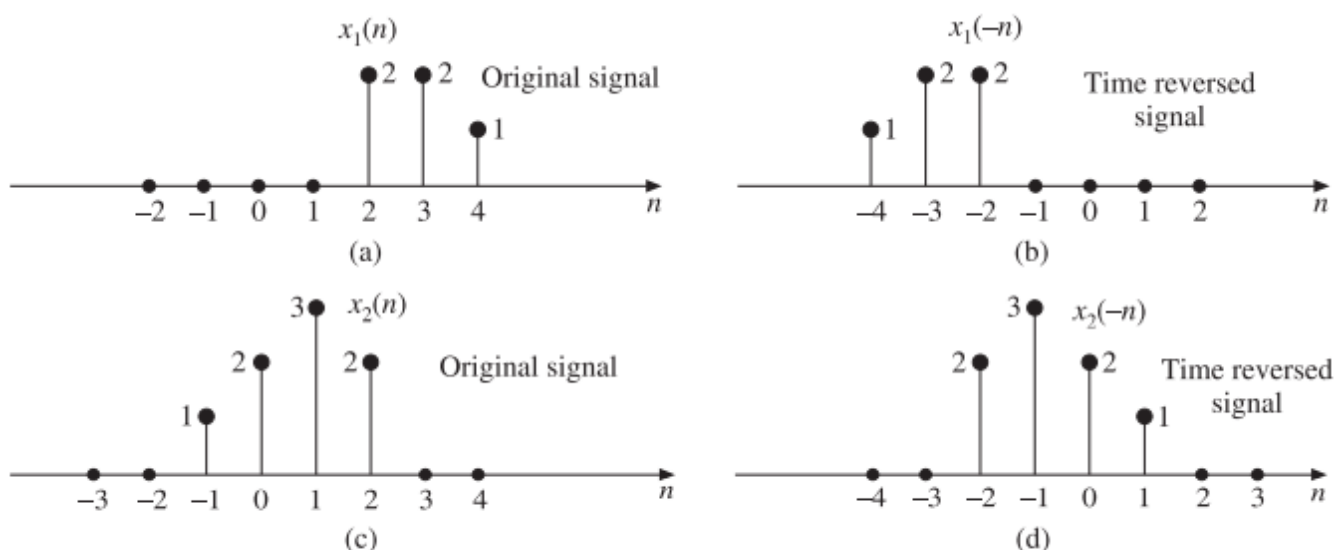 x₁(n)
2 2 Original signal
1
–2 –1 0 1 2 3 4 n
(a)
x₁(–n)
2 2 Time reversed
signal
1
–4 –3 –2 –1 0 1 2 n
(b)
3 x₂(n)
2 2 Original signal
1
–3 –2 –1 0 1 2 3 4 n
(c)
3 x₂(–n)
2 2 Time reversed
signal
1
–4 –3 –2 –1 0 1 2 3 n
(d)